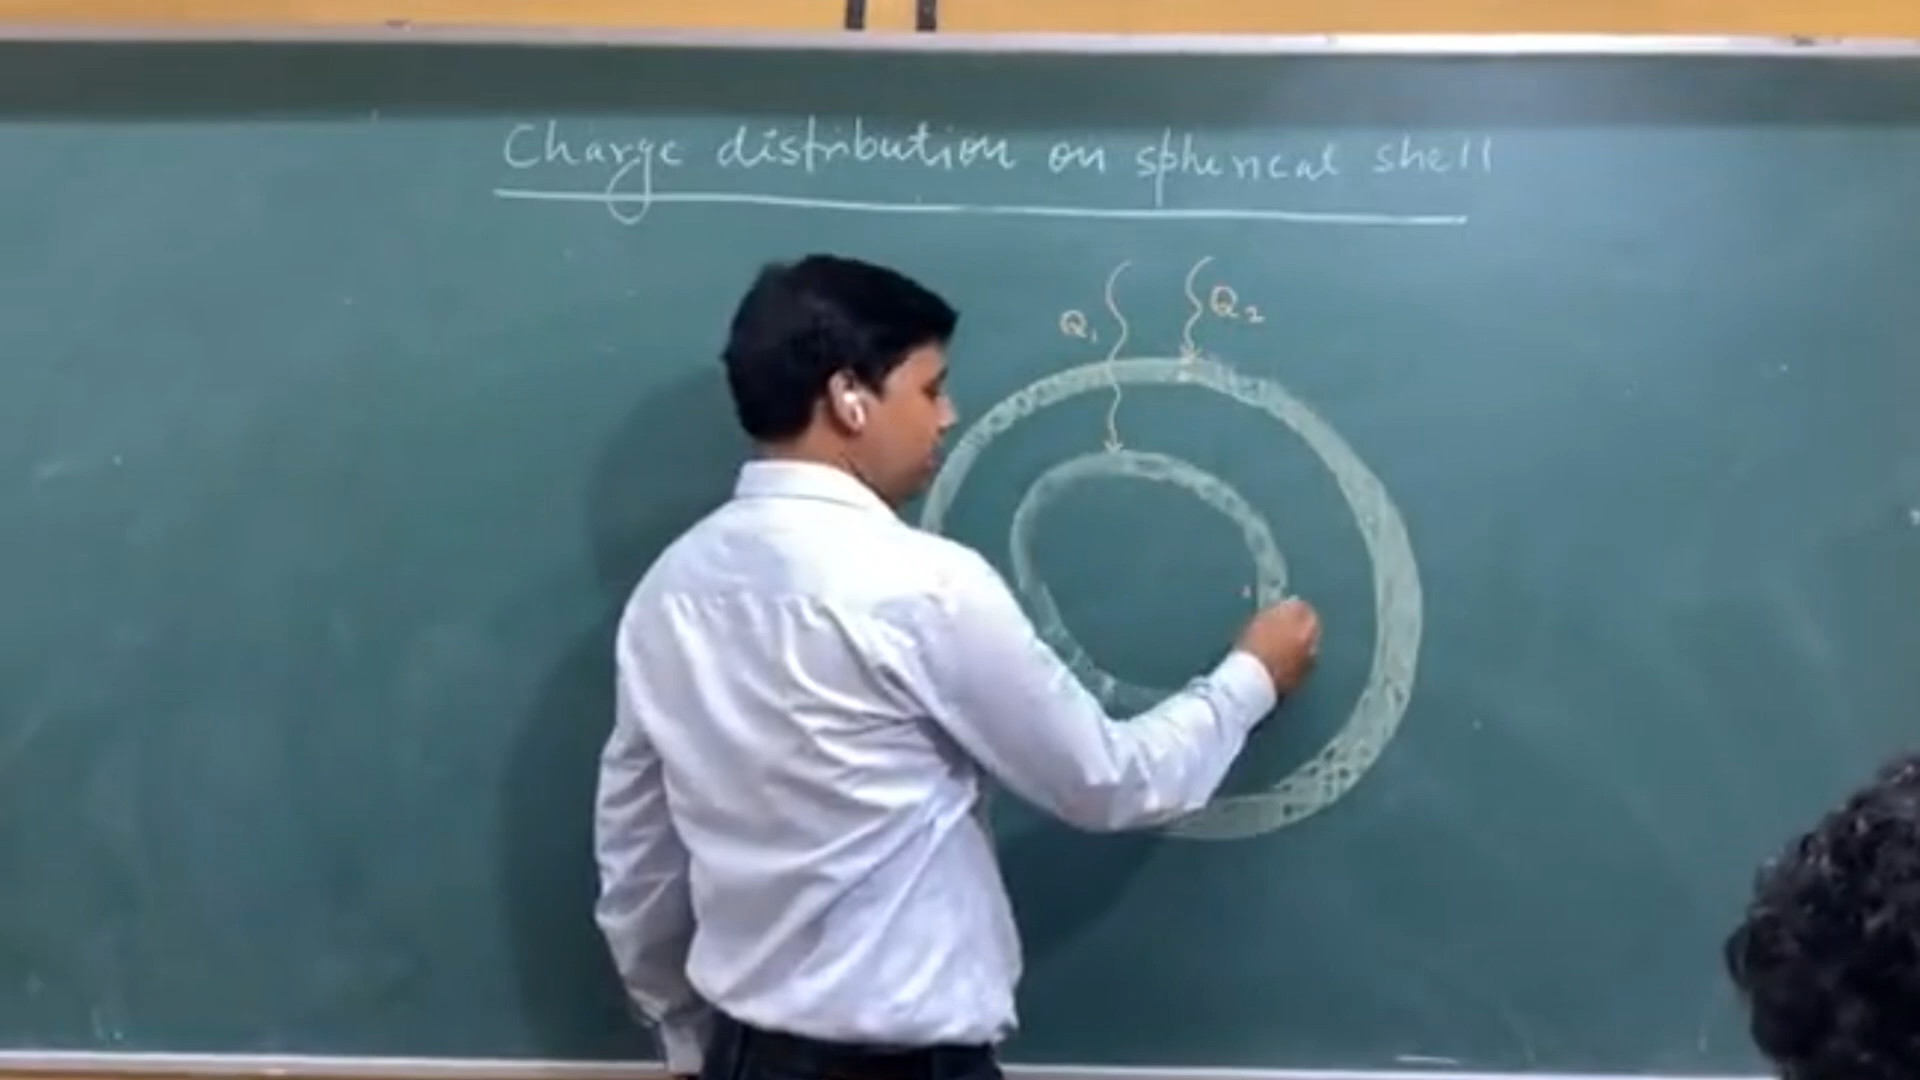 Charge distribution on spherical shell
Q₁ Q₂